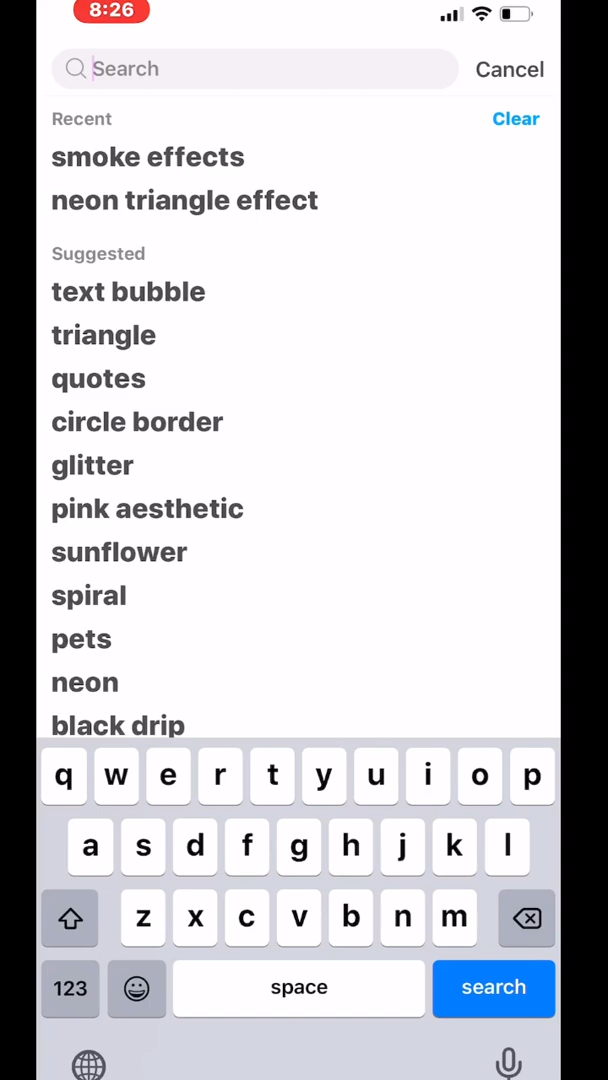 8:26
Search
Cancel
Recent
Clear
smoke effects
neon triangle effect
Suggested
text bubble
triangle
quotes
circle border
glitter
pink aesthetic
sunflower
spiral
pets
neon
black drip
q w e r t y u i o p
a s d f g h j k l
z x c v b n m
123
space
search